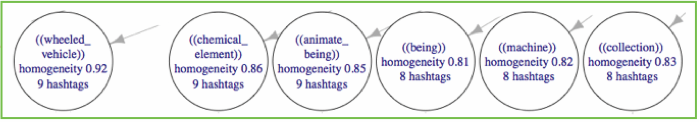 ((wheeled_
vehicle))
homogeneity 0.92
9 hashtags
((chemical_
element))
homogeneity 0.86
9 hashtags
((animate_
being))
homogeneity 0.85
9 hashtags
((being))
homogeneity 0.81
8 hashtags
((machine))
homogeneity 0.82
8 hashtags
((collection))
homogeneity 0.83
8 hashtags